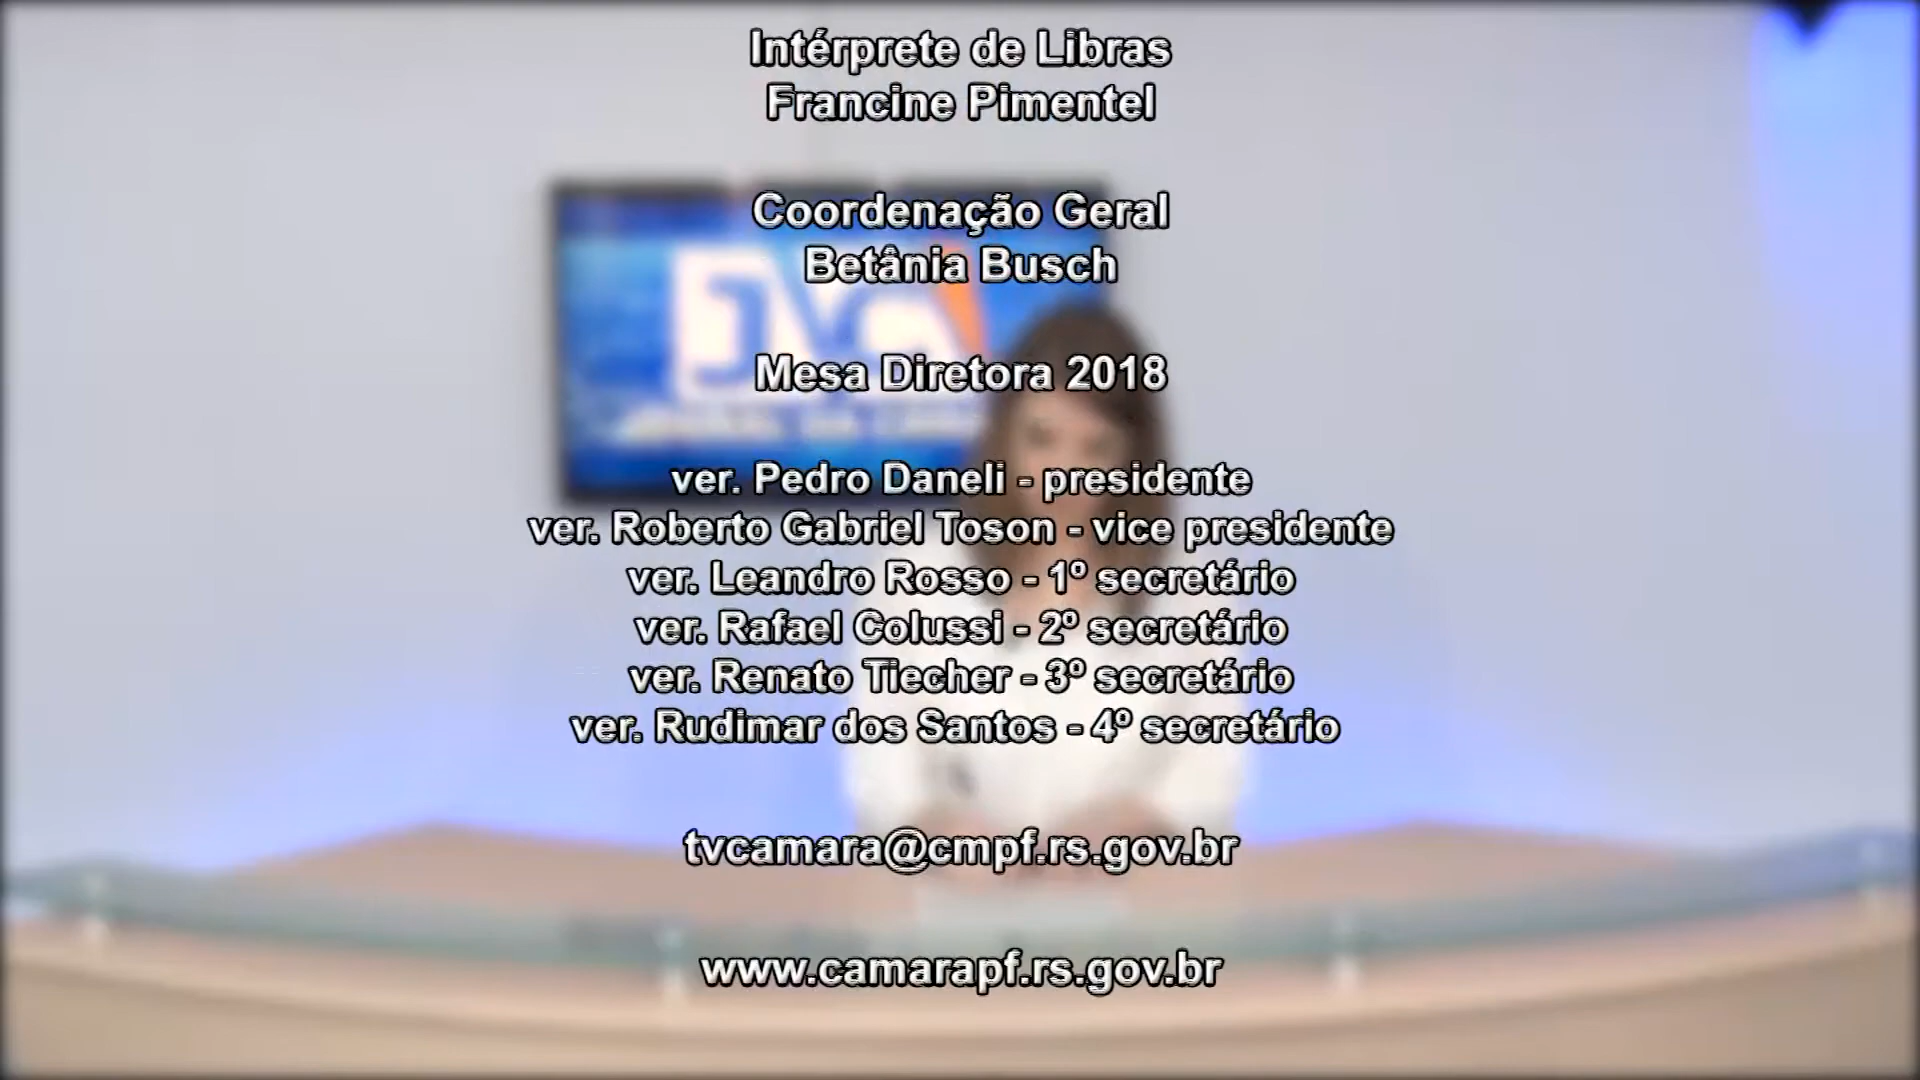 Intérprete de Libras
Francine Pimentel
Coordenação Geral
Betânia Busch
Mesa Diretora 2018
ver. Pedro Daneli - presidente
ver. Roberto Gabriel Toson - vice presidente
ver. Leandro Rosso - 1º secretário
ver. Rafael Colussi - 2º secretário
ver. Renato Tiecher - 3º secretário
ver. Rudimar dos Santos - 4º secretário
tvcamara@cmpf.rs.gov.br
www.camarapf.rs.gov.br